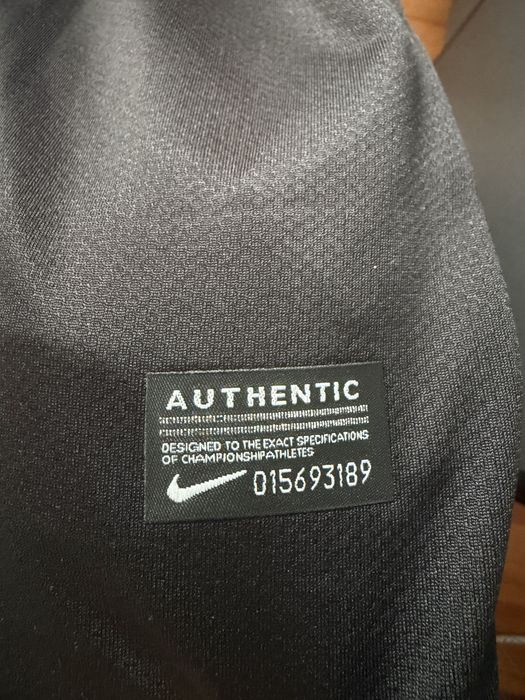 AUTHENTIC
DESIGNED TO THE EXACT SPECIFICATIONS
OF CHAMPIONSHIPATHLETES
015693189